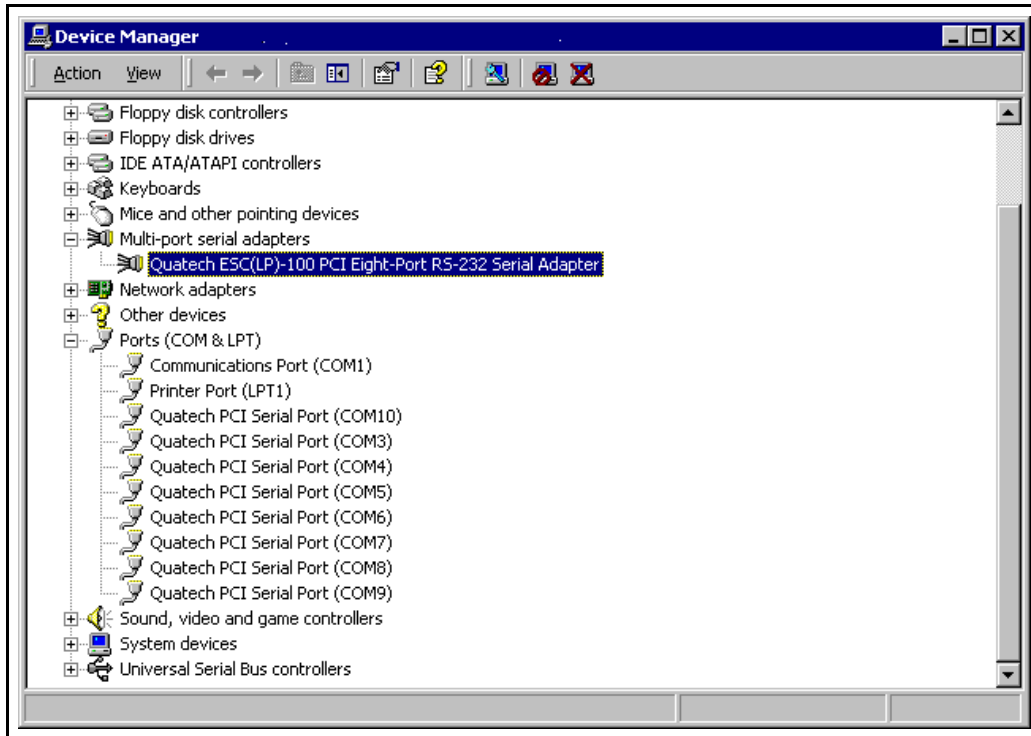 Device Manager
Action View
Floppy disk controllers
Floppy disk drives
IDE ATA/ATAPI controllers
Keyboards
Mice and other pointing devices
Multi-port serial adapters
Quatech ESC(LP)-100 PCI Eight-Port RS-232 Serial Adapter
Network adapters
Other devices
Ports (COM & LPT)
Communications Port (COM1)
Printer Port (LPT1)
Quatech PCI Serial Port (COM10)
Quatech PCI Serial Port (COM3)
Quatech PCI Serial Port (COM4)
Quatech PCI Serial Port (COM5)
Quatech PCI Serial Port (COM6)
Quatech PCI Serial Port (COM7)
Quatech PCI Serial Port (COM8)
Quatech PCI Serial Port (COM9)
Sound, video and game controllers
System devices
Universal Serial Bus controllers